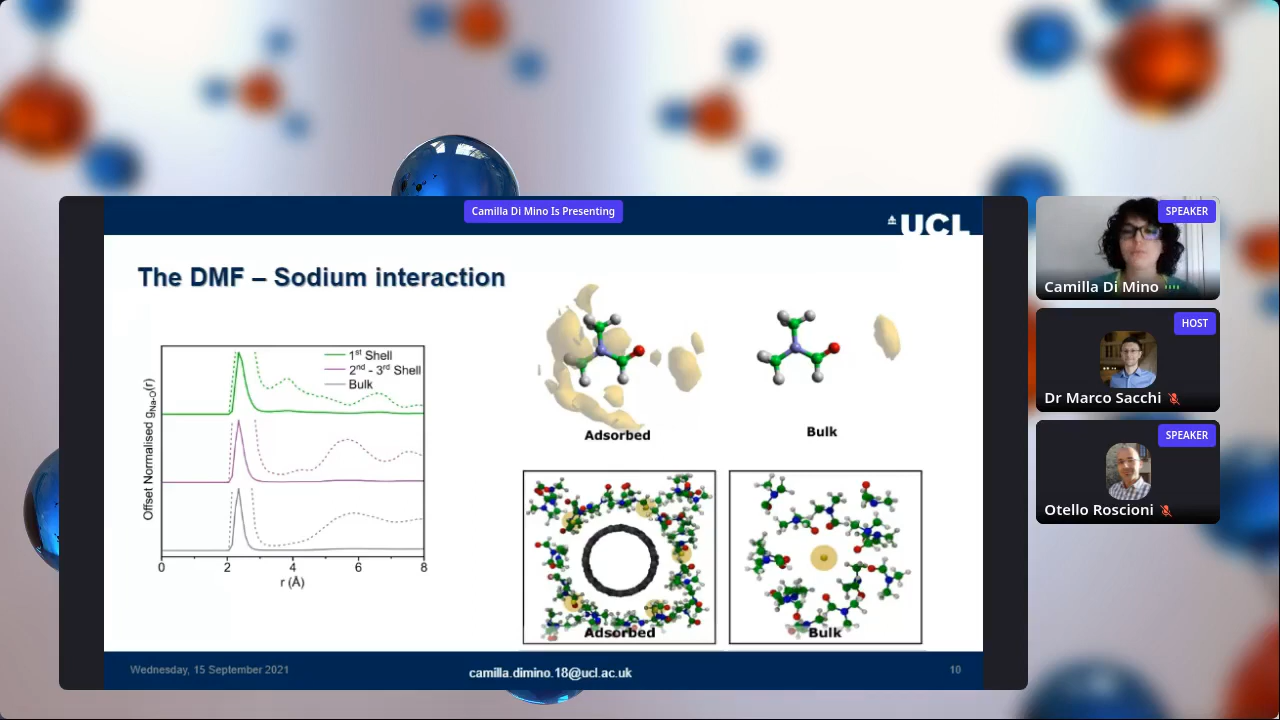 Camilla Di Mino Is Presenting
UCL
The DMF – Sodium interaction
Offset Normalised gNa-O(r)
1st Shell
2nd - 3rd Shell
Bulk
0 2 4 6 8
r (Å)
Adsorbed
Bulk
Adsorbed
Bulk
Wednesday, 15 September 2021
camilla.dimino.18@ucl.ac.uk
10
SPEAKER
Camilla Di Mino
HOST
Dr Marco Sacchi
SPEAKER
Otello Roscioni